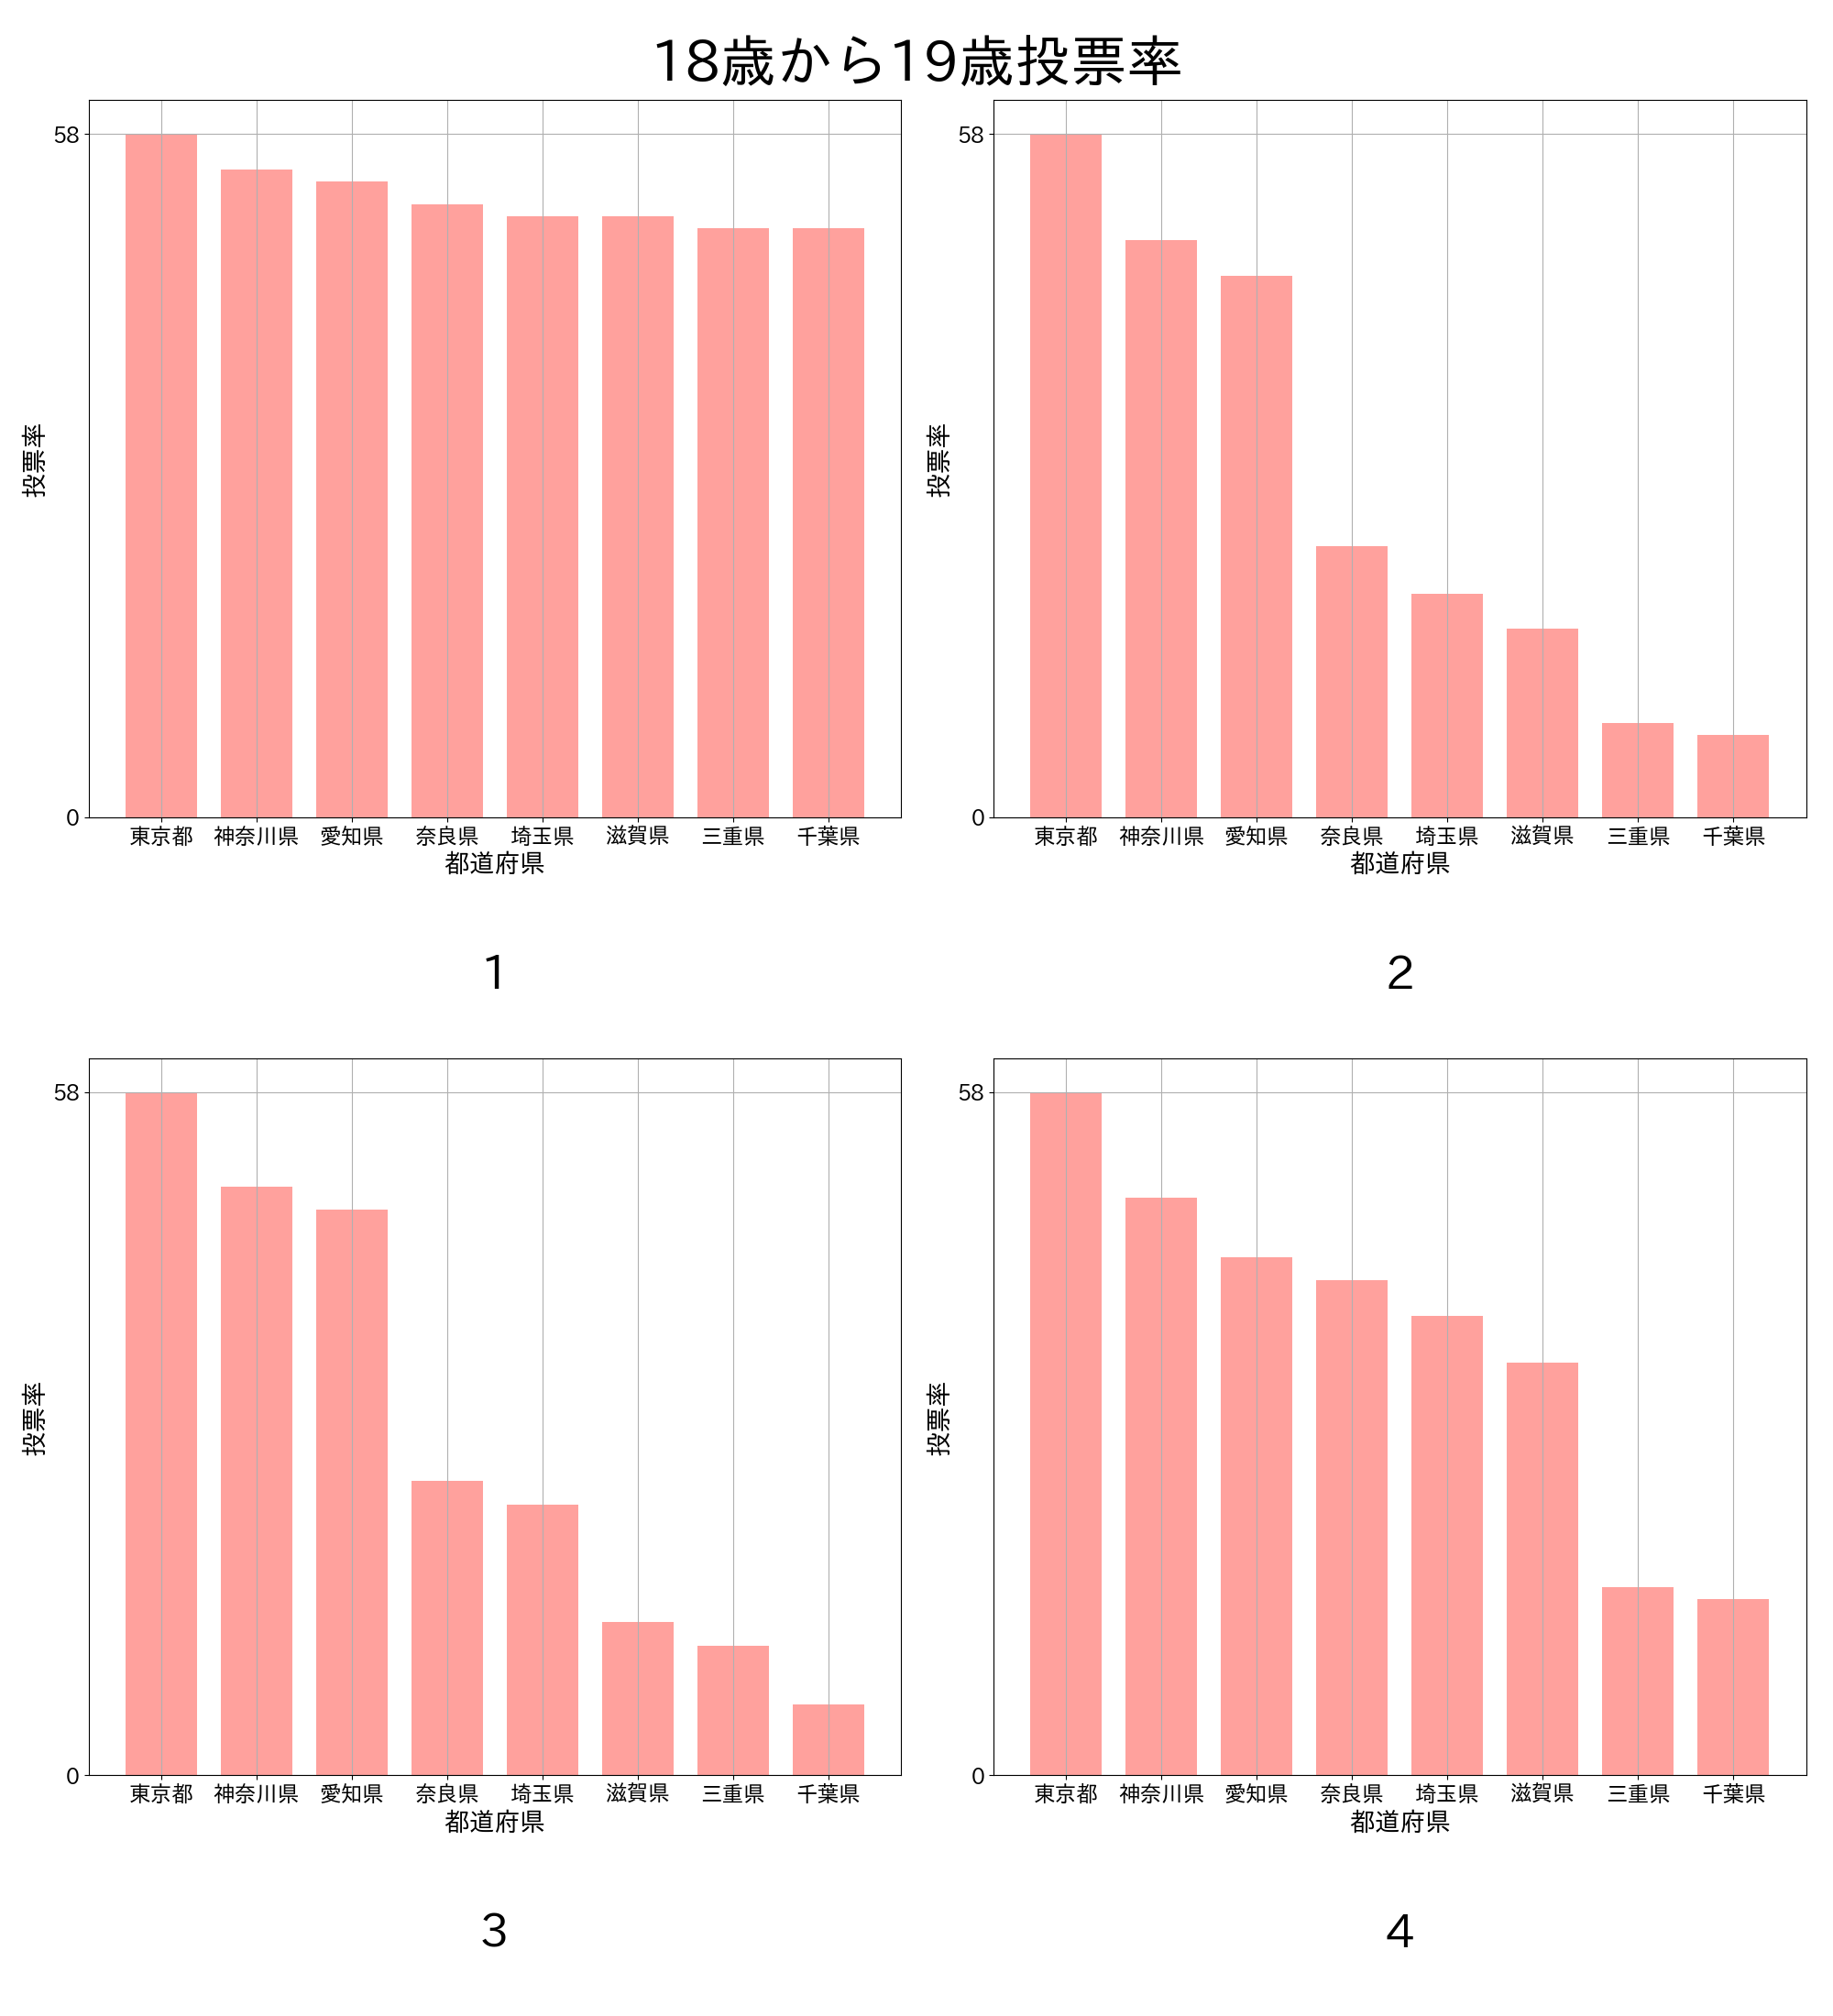 18歳から19歳投票率
58
0
投票率
東京都 神奈川県 愛知県 奈良県 埼玉県 滋賀県 三重県 千葉県
都道府県
1
58
0
投票率
東京都 神奈川県 愛知県 奈良県 埼玉県 滋賀県 三重県 千葉県
都道府県
2
58
0
投票率
東京都 神奈川県 愛知県 奈良県 埼玉県 滋賀県 三重県 千葉県
都道府県
3
58
0
投票率
東京都 神奈川県 愛知県 奈良県 埼玉県 滋賀県 三重県 千葉県
都道府県
4